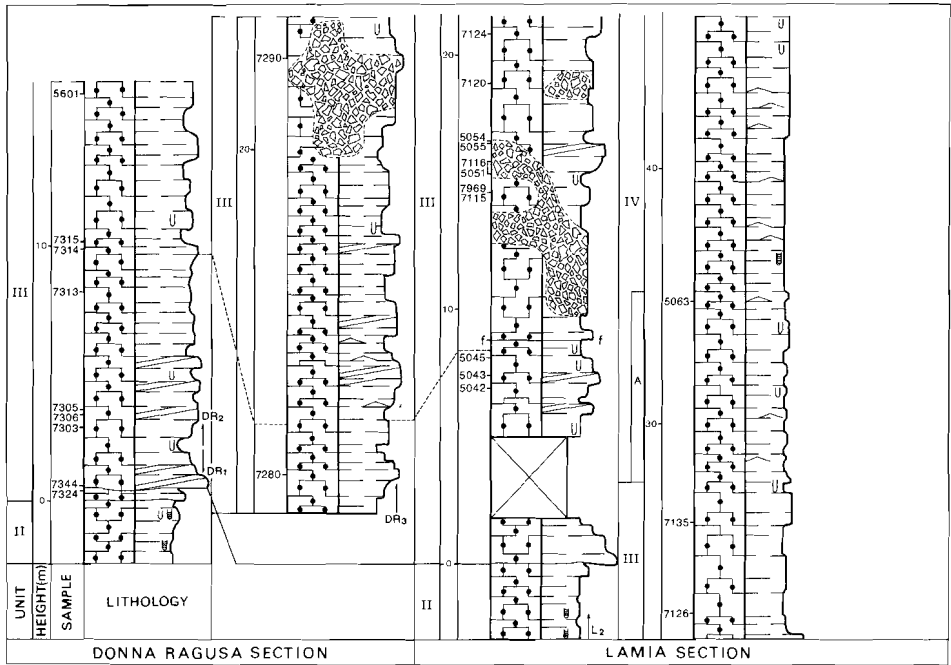 5601
7315
10
7314
III
7313
7305
7306
7303
DR2
DR1
7344
7324
0
II
UNIT
HEIGHT(m)
SAMPLE
LITHOLOGY
III
7290
20
7280
DR3
DONNA RAGUSA SECTION
III
II
20
7124
7120
5054
5055
7116
5051
7969
7115
10
f
f
5045
5043
5042
0
L2
IV
A
III
40
5063
30
7135
7126
LAMIA SECTION